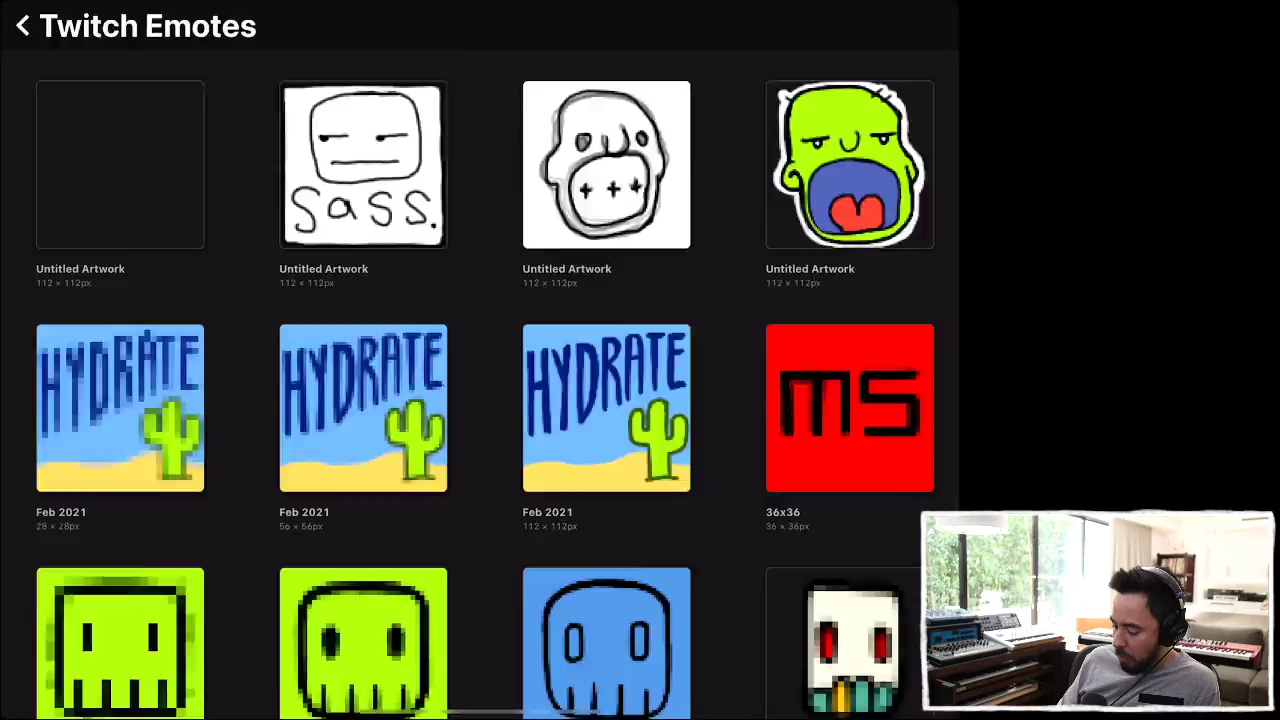 Twitch Emotes
Sass.
Untitled Artwork
112 × 112px
Untitled Artwork
112 × 112px
Untitled Artwork
112 × 112px
Untitled Artwork
112 × 112px
HYDRATE
HYDRATE
HYDRATE
MS
Feb 2021
28 × 28px
Feb 2021
56 × 56px
Feb 2021
112 × 112px
36x36
36 × 36px